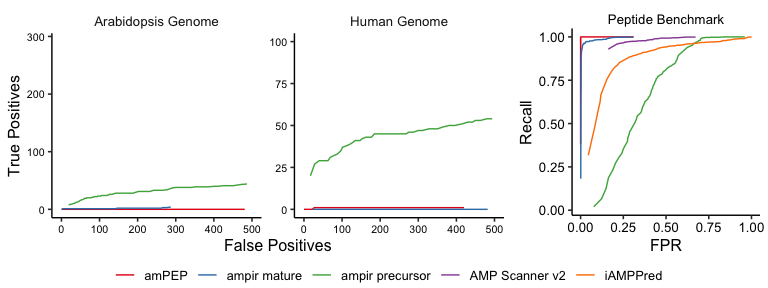 Arabidopsis Genome
Human Genome
Peptide Benchmark
True Positives
300
200
100
0
0 100 200 300 400 500
100
75
50
25
0
0 100 200 300 400 500
False Positives
Recall
1.00
0.75
0.50
0.25
0.00
0.00 0.25 0.50 0.75 1.00
FPR
amPEP ampir mature ampir precursor AMP Scanner v2 iAMPPred